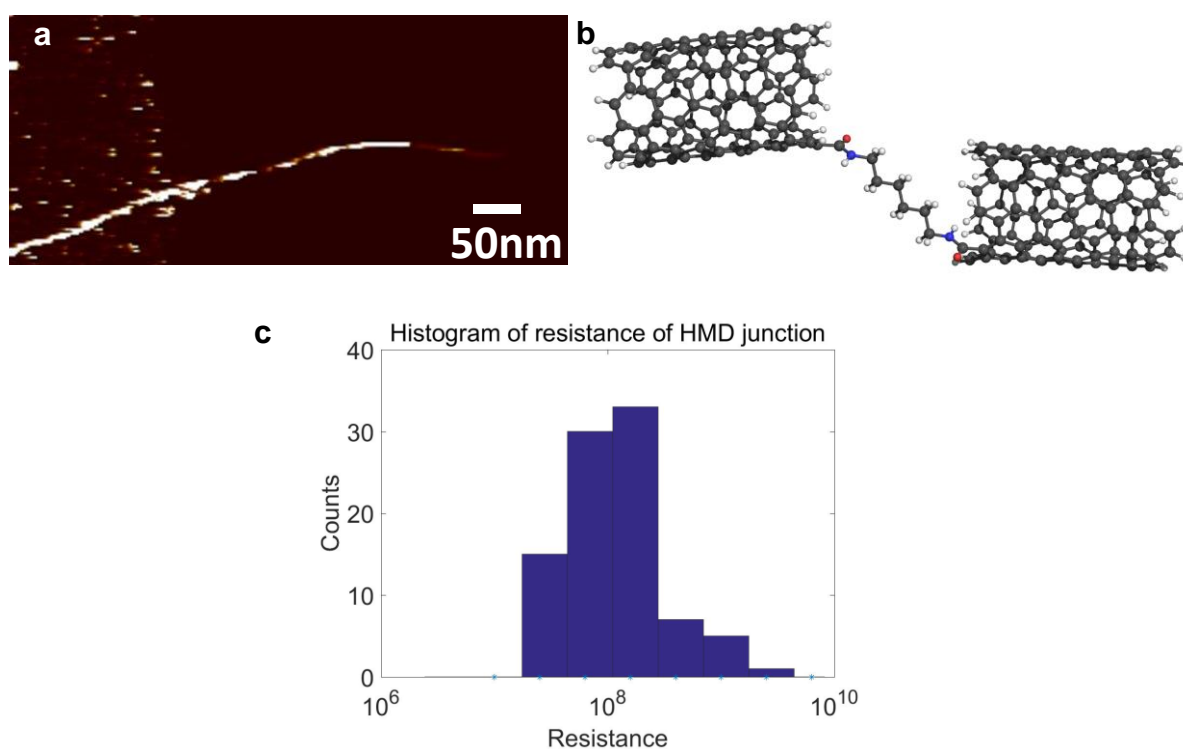 a
50nm
b
c
Histogram of resistance of HMD junction
40
30
20
10
0
Counts
10^6
10^8
10^10
Resistance